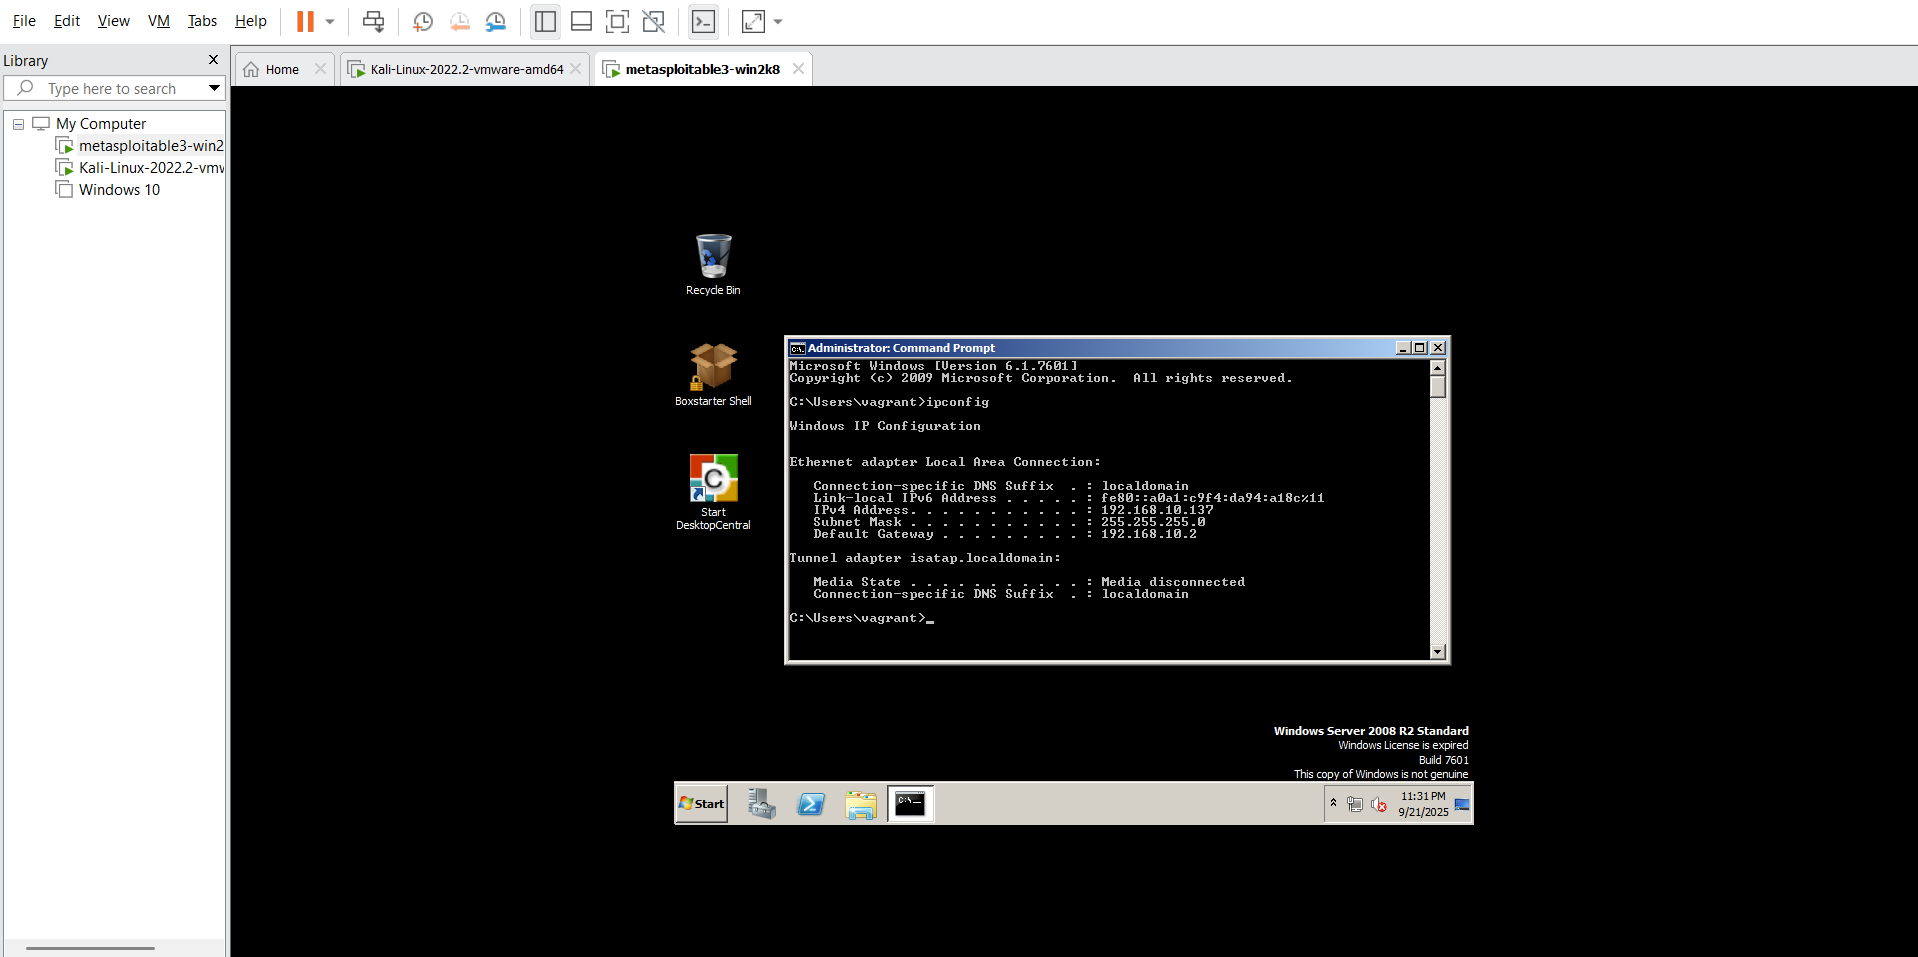 File Edit View VM Tabs Help
Library
Type here to search
My Computer
metasploitable3-win2
Kali-Linux-2022.2-vmw
Windows 10
Home
Kali-Linux-2022.2-vmware-amd64
metasploitable3-win2k8
Recycle Bin
Boxstarter Shell
Start
DesktopCentral
Administrator: Command Prompt
Microsoft Windows [Version 6.1.7601]
Copyright (c) 2009 Microsoft Corporation.  All rights reserved.
C:\Users\vagrant>ipconfig
Windows IP Configuration
Ethernet adapter Local Area Connection:
Connection-specific DNS Suffix  . : localdomain
Link-local IPv6 Address . . . . . : fe80::a0a1:c9f4:da94:a18c%11
IPv4 Address. . . . . . . . . . . : 192.168.10.137
Subnet Mask . . . . . . . . . . . : 255.255.255.0
Default Gateway . . . . . . . . . : 192.168.10.2
Tunnel adapter isatap.localdomain:
Media State . . . . . . . . . . . : Media disconnected
Connection-specific DNS Suffix  . : localdomain
C:\Users\vagrant>_
Windows Server 2008 R2 Standard
Windows License is expired
Build 7601
This copy of Windows is not genuine
Start
C:\.
11:31 PM
9/21/2025